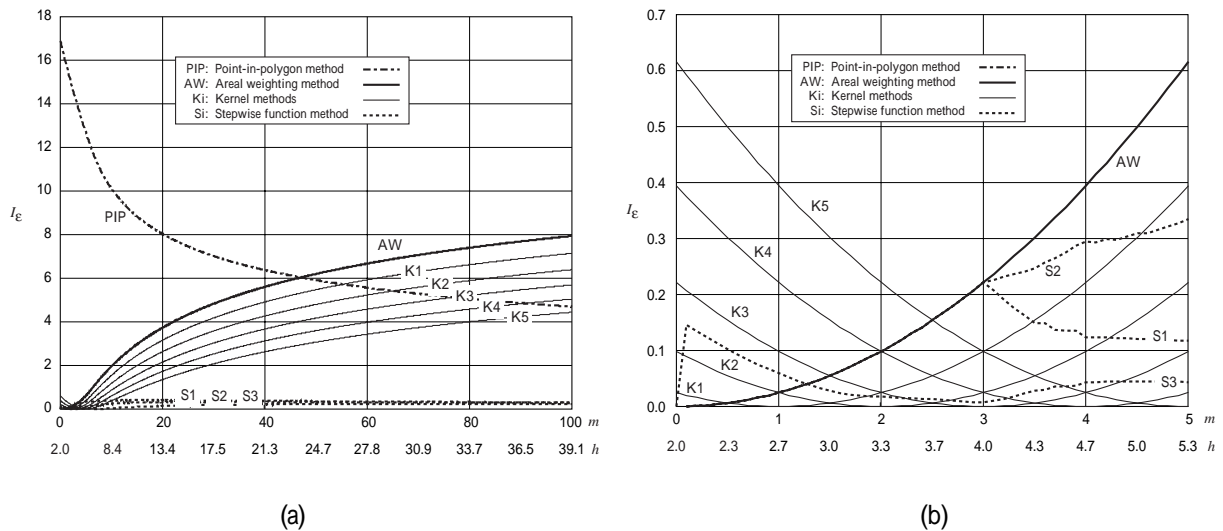 18
16
14
12
10
8
6
4
2
0
Iε
PIP: Point-in-polygon method
AW: Areal weighting method
Ki: Kernel methods
Si: Stepwise function method
PIP
AW
K1
K2
K3
K4
K5
S1 S2 S3
0 20 40 60 80 100 m
2.0 8.4 13.4 17.5 21.3 24.7 27.8 30.9 33.7 36.5 39.1 h
(a)
0.7
0.6
0.5
0.4
0.3
0.2
0.1
0.0
Iε
PIP: Point-in-polygon method
AW: Areal weighting method
Ki: Kernel methods
Si: Stepwise function method
AW
K5
K4
S2
K3
S1
K2
S3
K1
0 1 2 3 4 5 m
2.0 2.3 2.7 3.0 3.3 3.7 4.0 4.3 4.7 5.0 5.3 h
(b)